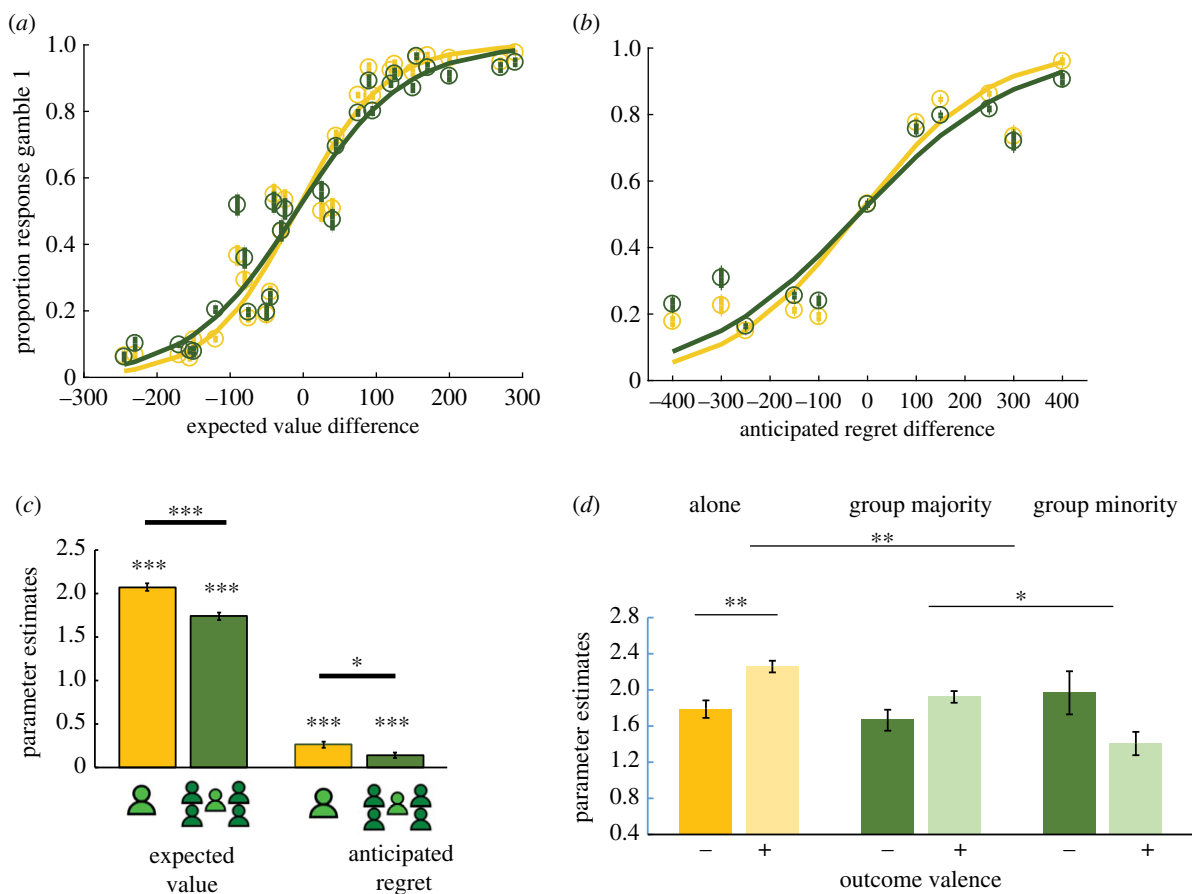 (a)
1.0
0.8
0.6
0.4
0.2
0
proportion response gamble 1
–300 –200 –100 0 100 200 300
expected value difference
(b)
1.0
0.8
0.6
0.4
0.2
0
–400 –300 –200 –100 0 100 200 300 400
anticipated regret difference
(c)
***
2.5
2.0
1.5
1.0
0.5
0
parameter estimates
*** ***
*
*** ***
expected
value
anticipated
regret
(d)
alone group majority group minority
**
** *
2.8
2.4
2.0
1.6
1.2
0.8
0.4
parameter estimates
– + – + – +
outcome valence